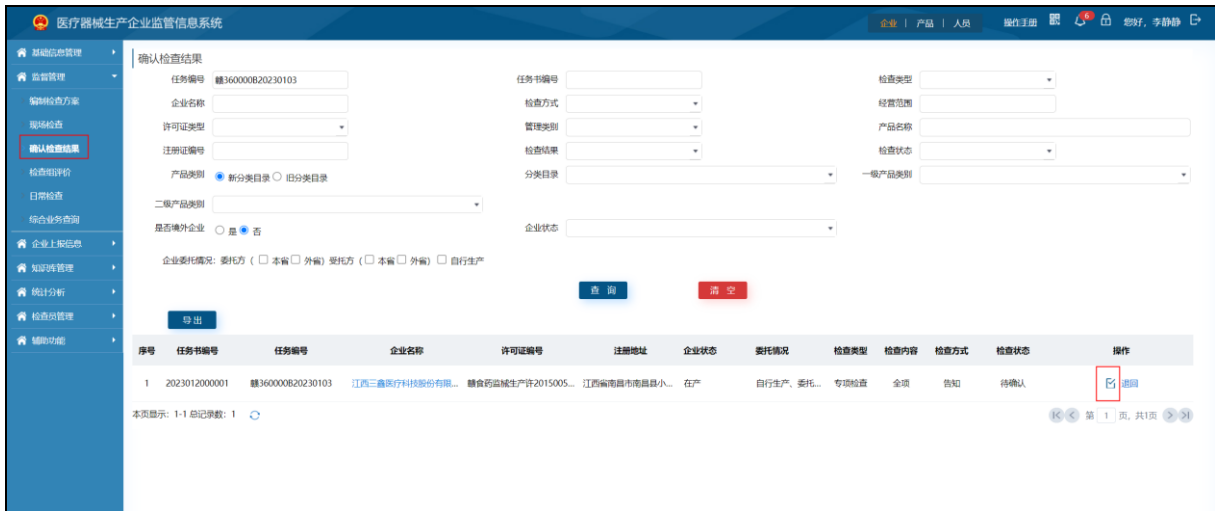 医疗器械生产企业监管信息系统 企业 | 产品 | 人员 操作手册 6 您好, 李静静
基础信息管理
监督管理
编制检查方案
现场检查
确认检查结果
检查组评价
日常检查
综合业务查询
企业上报信息
知识库管理
统计分析
检查员管理
辅助功能
确认检查结果
任务编号 赣360000B20230103 任务书编号 检查类型
企业名称 检查方式 经营范围
许可证类型 管理类别 产品名称
注册证编号 检查结果 检查状态
产品类别 新分类目录 旧分类目录 分类目录 一级产品类别
二级产品类别
是否境外企业 是 否 企业状态
企业委托情况: 委托方 ( 本省 外省) 受托方 ( 本省 外省) 自行生产
查 询 清 空
导出
序号 任务书编号 任务编号 企业名称 许可证编号 注册地址 企业状态 委托情况 检查类型 检查内容 检查方式 检查状态 操作
1 2023012000001 赣360000B20230103 江西三鑫医疗科技股份有限... 赣食药监械生产许2015005... 江西省南昌市南昌县小... 在产 自行生产、委托... 专项检查 全项 告知 待确认 退回
本页显示: 1-1 总记录数: 1 第 1 页, 共1页